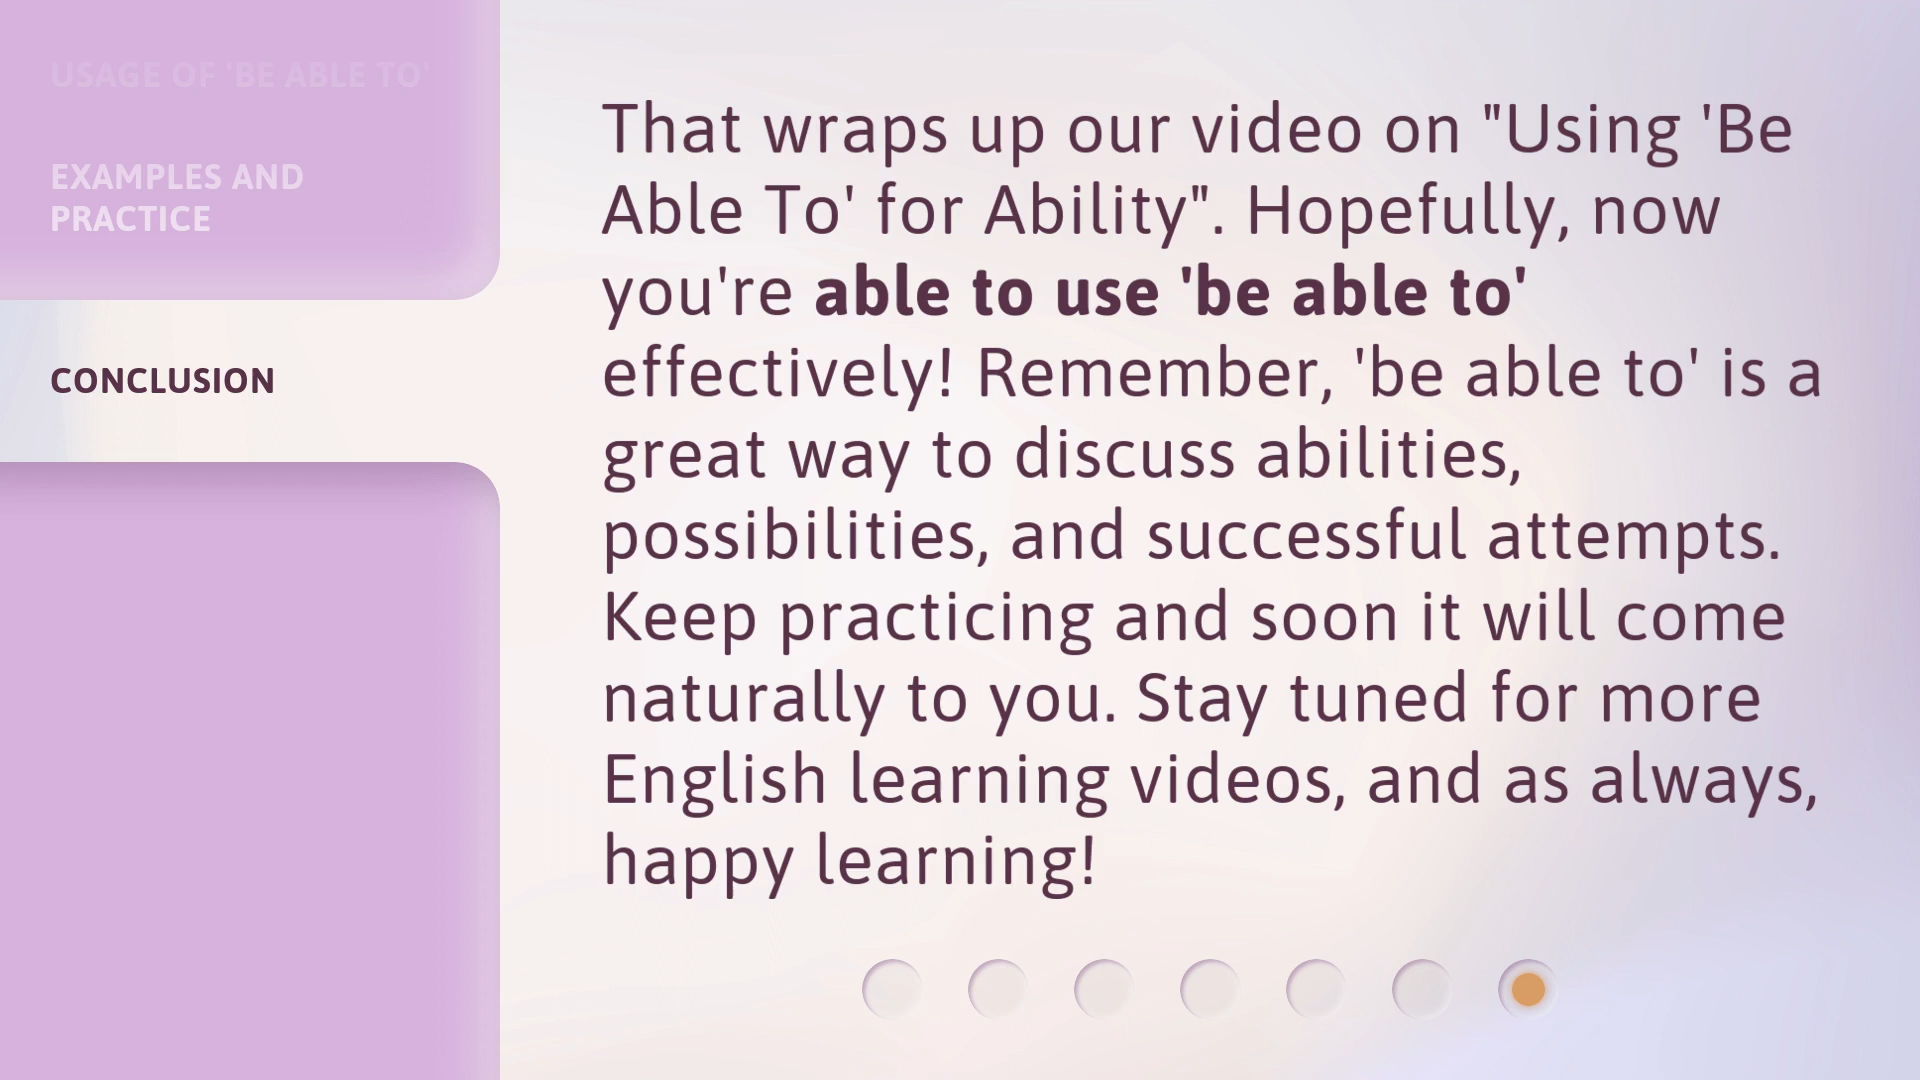 USAGE OF 'BE ABLE TO'
EXAMPLES AND
PRACTICE
CONCLUSION
That wraps up our video on "Using 'Be
Able To' for Ability". Hopefully, now
you're able to use 'be able to'
effectively! Remember, 'be able to' is a
great way to discuss abilities,
possibilities, and successful attempts.
Keep practicing and soon it will come
naturally to you. Stay tuned for more
English learning videos, and as always,
happy learning!